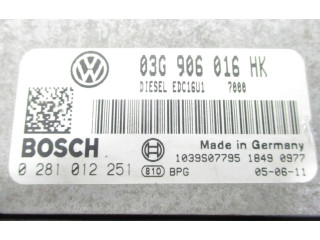 03G 906 016 HK
DIESEL EDC16U1 7000
BOSCH
Made in Germany
1039S07795 1849 0977
0 281 012 251
810 BPG
05-06-11